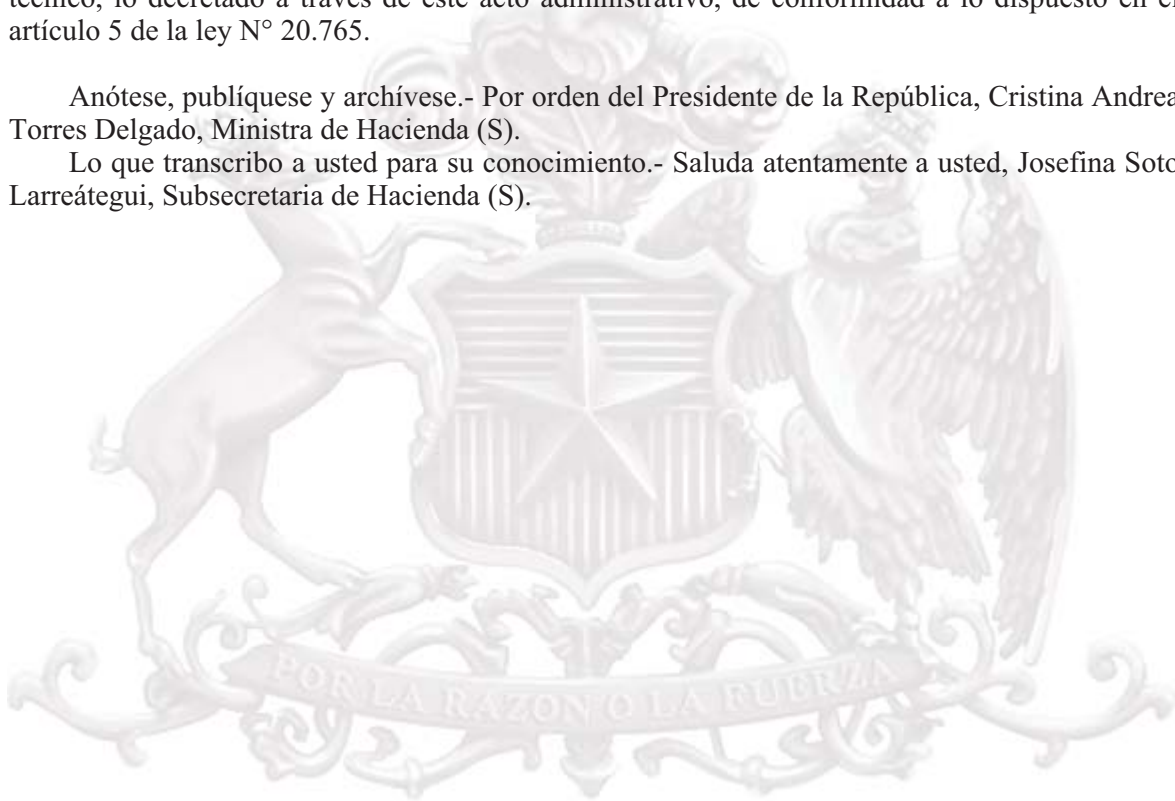 técnico, lo decretado a través de este acto administrativo, de conformidad a lo dispuesto en el
artículo 5 de la ley N° 20.765.
Anótese, publíquese y archívese.- Por orden del Presidente de la República, Cristina Andrea
Torres Delgado, Ministra de Hacienda (S).
Lo que transcribo a usted para su conocimiento.- Saluda atentamente a usted, Josefina Soto
Larreátegui, Subsecretaria de Hacienda (S).
POR LA RAZON O LA FUERZA